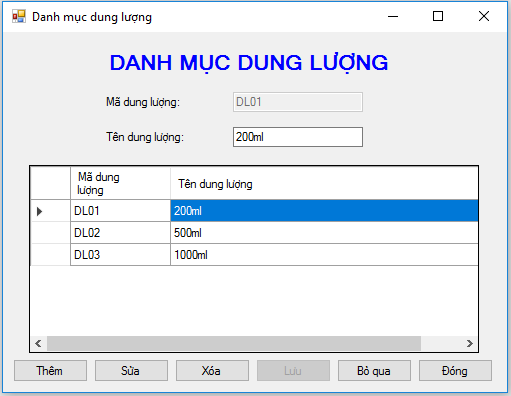 Danh mục dung lượng
DANH MỤC DUNG LƯỢNG
Mã dung lượng: DL01
Tên dung lượng: 200ml
Mã dung lượng Tên dung lượng
DL01 200ml
DL02 500ml
DL03 1000ml
Thêm Sửa Xóa Lưu Bỏ qua Đóng